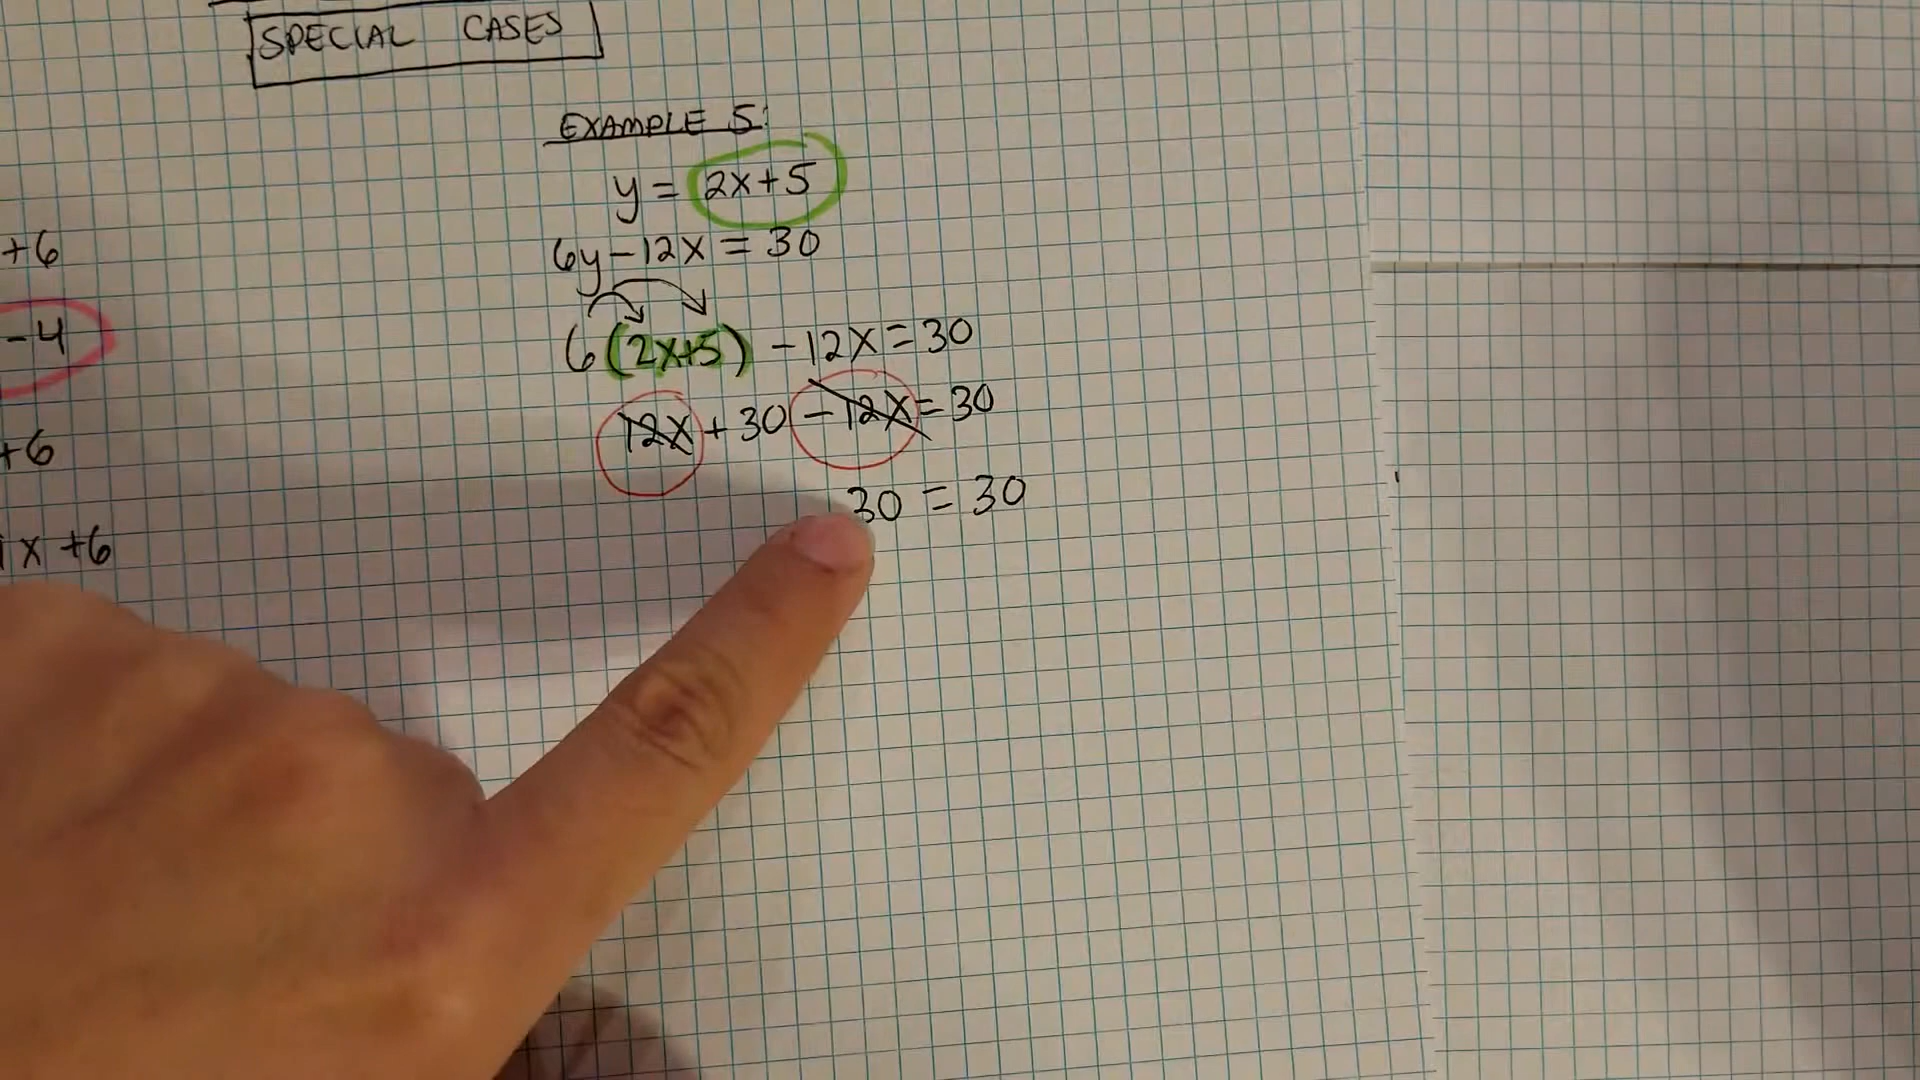 SPECIAL CASES
EXAMPLE 5:
y = 2x+5
6y-12x = 30
6(2x+5) -12x=30
12x+30-12x=30
30 = 30
+6
-4
+6
x +6